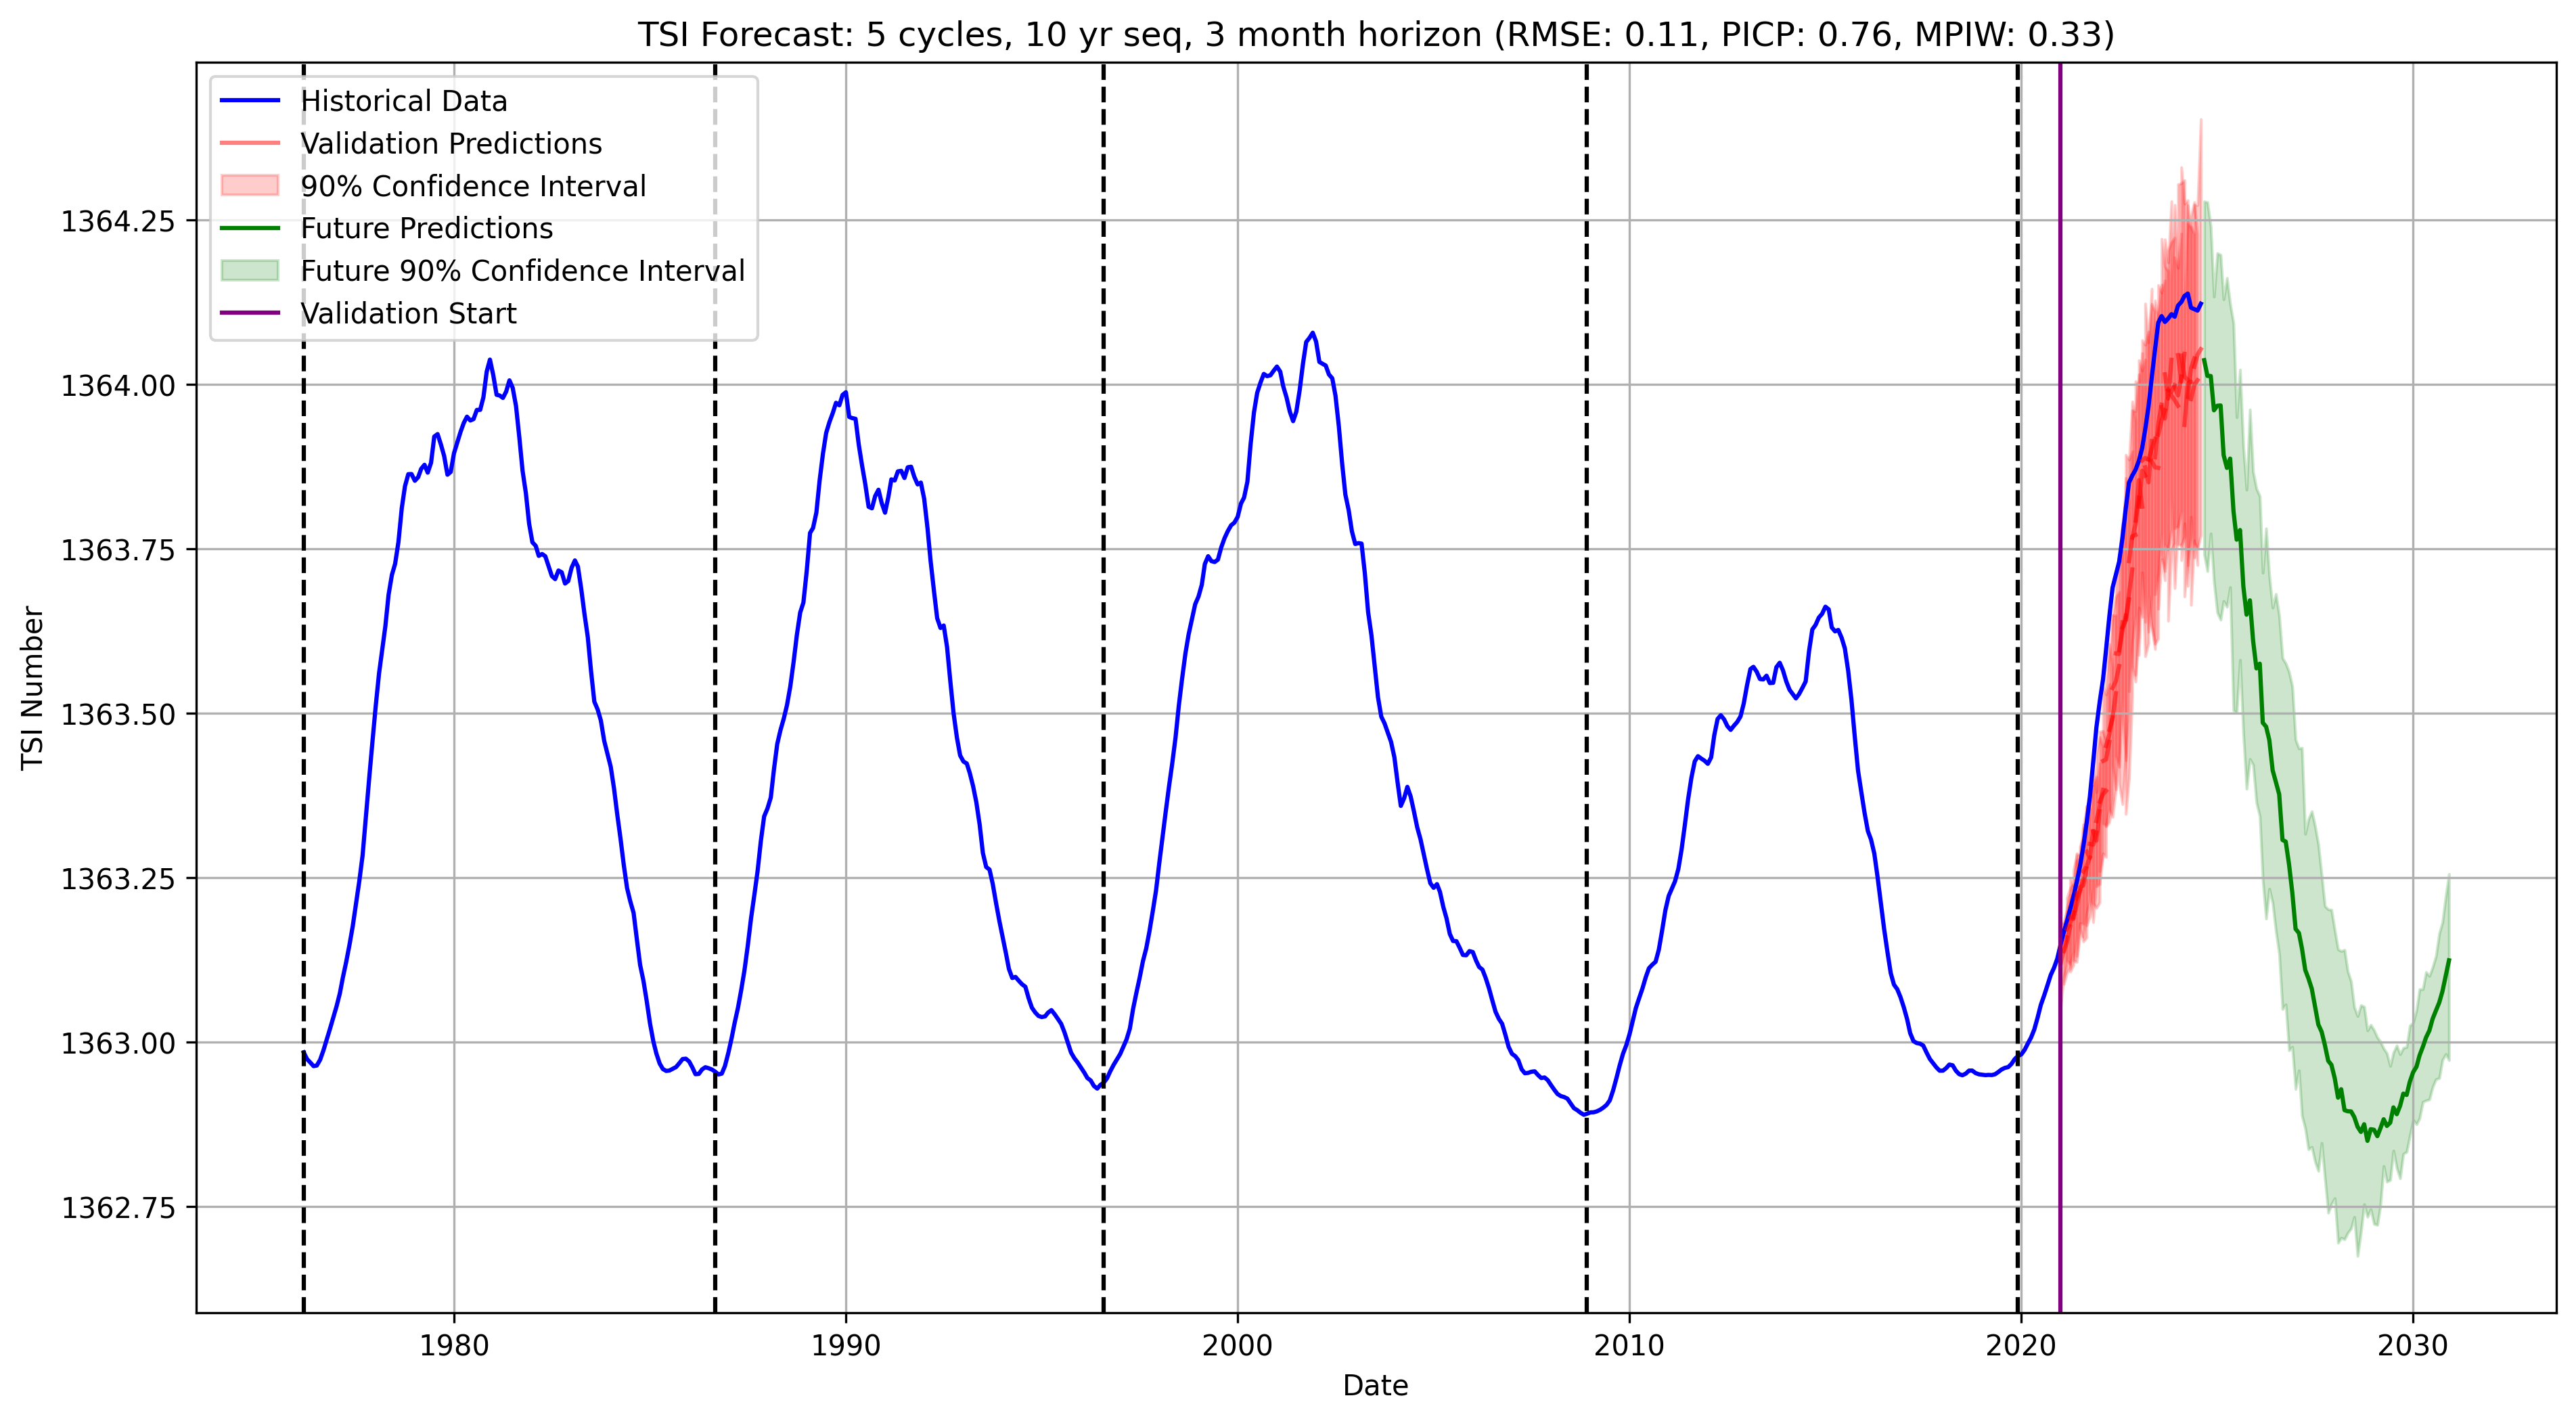 TSI Forecast: 5 cycles, 10 yr seq, 3 month horizon (RMSE: 0.11, PICP: 0.76, MPIW: 0.33)
Historical Data
Validation Predictions
90% Confidence Interval
Future Predictions
Future 90% Confidence Interval
Validation Start
TSI Number
1364.25
1364.00
1363.75
1363.50
1363.25
1363.00
1362.75
1980
1990
2000
2010
2020
2030
Date